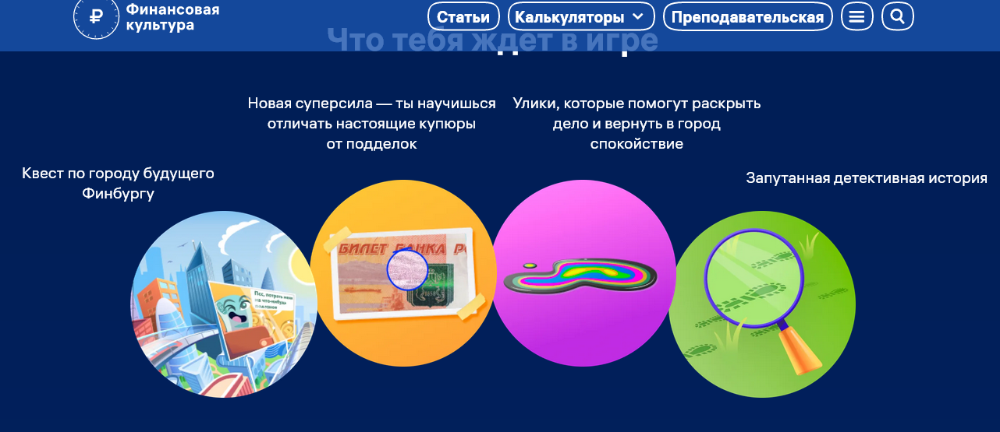 Финансовая
культура
Статьи
Калькуляторы
Преподавательская
Что тебя ждет в игре
Новая суперсила — ты научишься
отличать настоящие купюры
от подделок
Улики, которые помогут раскрыть
дело и вернуть в город
спокойствие
Квест по городу будущего
Финбургу
Запутанная детективная история
БИЛЕТ БАНКА РО
Псс, потрать меня
на что-нибудь